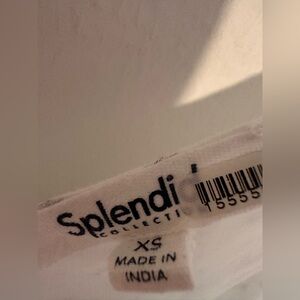 Splendi
COLLECTI
15555
XS
MADE IN
INDIA